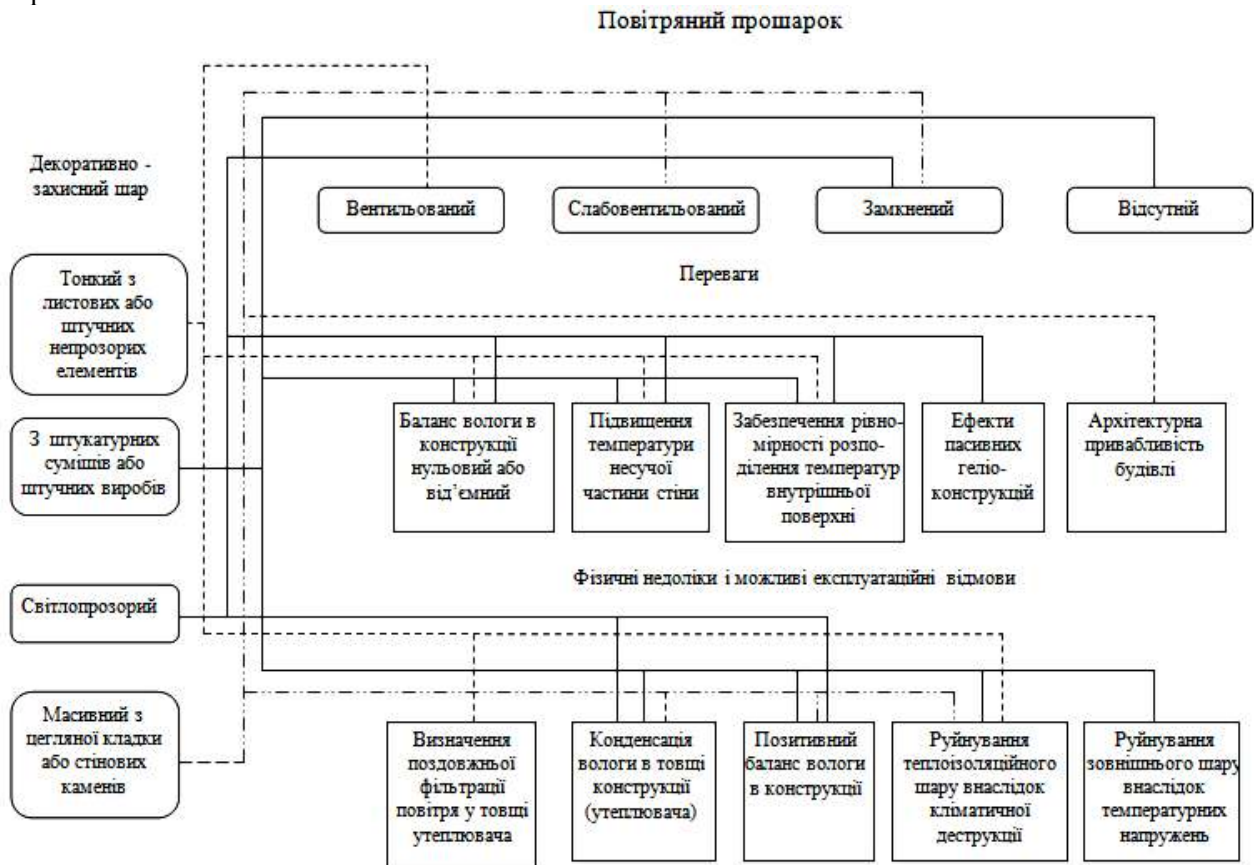 Повітряний прошарок
Декоративно -
захисний шар
Вентильований
Слабовентильований
Замкнений
Відсутній
Переваги
Тонкий з
листових або
штучних
непрозорих
елементів
З штукатурних
сумішів або
штучних виробів
Баланс вологи в
конструкції
нульовий або
від’ємний
Підвищення
температури
несучої
частини стіни
Забезпечення рівно-
мірності розпо-
ділення температур
внутрішньої
поверхні
Ефекти
пасивних
геліо-
конструкцій
Архітектурна
привабливість
будівлі
Фізичні недоліки і можливі експлуатаційні відмови
Світлопрозорий
Масивний з
цегляної кладки
або стінових
каменів
Визначення
поздовжньої
фільтрації
повітря у товщі
утеплювача
Конденсація
вологи в товщі
конструкції
(утеплювача)
Позитивний
баланс вологи
в конструкції
Руйнування
теплоізоляційного
шару внаслідок
кліматичної
деструкції
Руйнування
зовнішнього шару
внаслідок
температурних
напружень